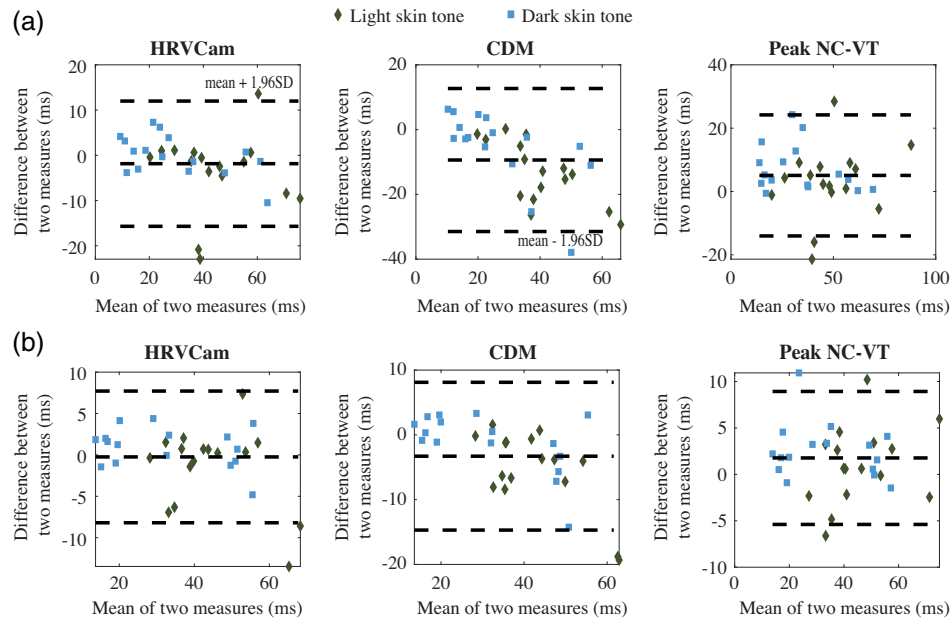 (a)
Light skin tone
Dark skin tone
HRVCam
CDM
Peak NC-VT
Difference between
two measures (ms)
20
10
0
-10
-20
mean + 1.96SD
0
20
40
60
Mean of two measures (ms)
Difference between
two measures (ms)
20
0
-20
-40
mean - 1.96SD
0
20
40
60
Mean of two measures (ms)
Difference between
two measures (ms)
40
20
0
-20
0
50
100
Mean of two measures (ms)
(b)
HRVCam
CDM
Peak NC-VT
Difference between
two measures (ms)
10
5
0
-5
-10
20
40
60
Mean of two measures (ms)
Difference between
two measures (ms)
10
0
-10
-20
20
40
60
Mean of two measures (ms)
Difference between
two measures (ms)
10
5
0
-5
-10
0
20
40
60
Mean of two measures (ms)